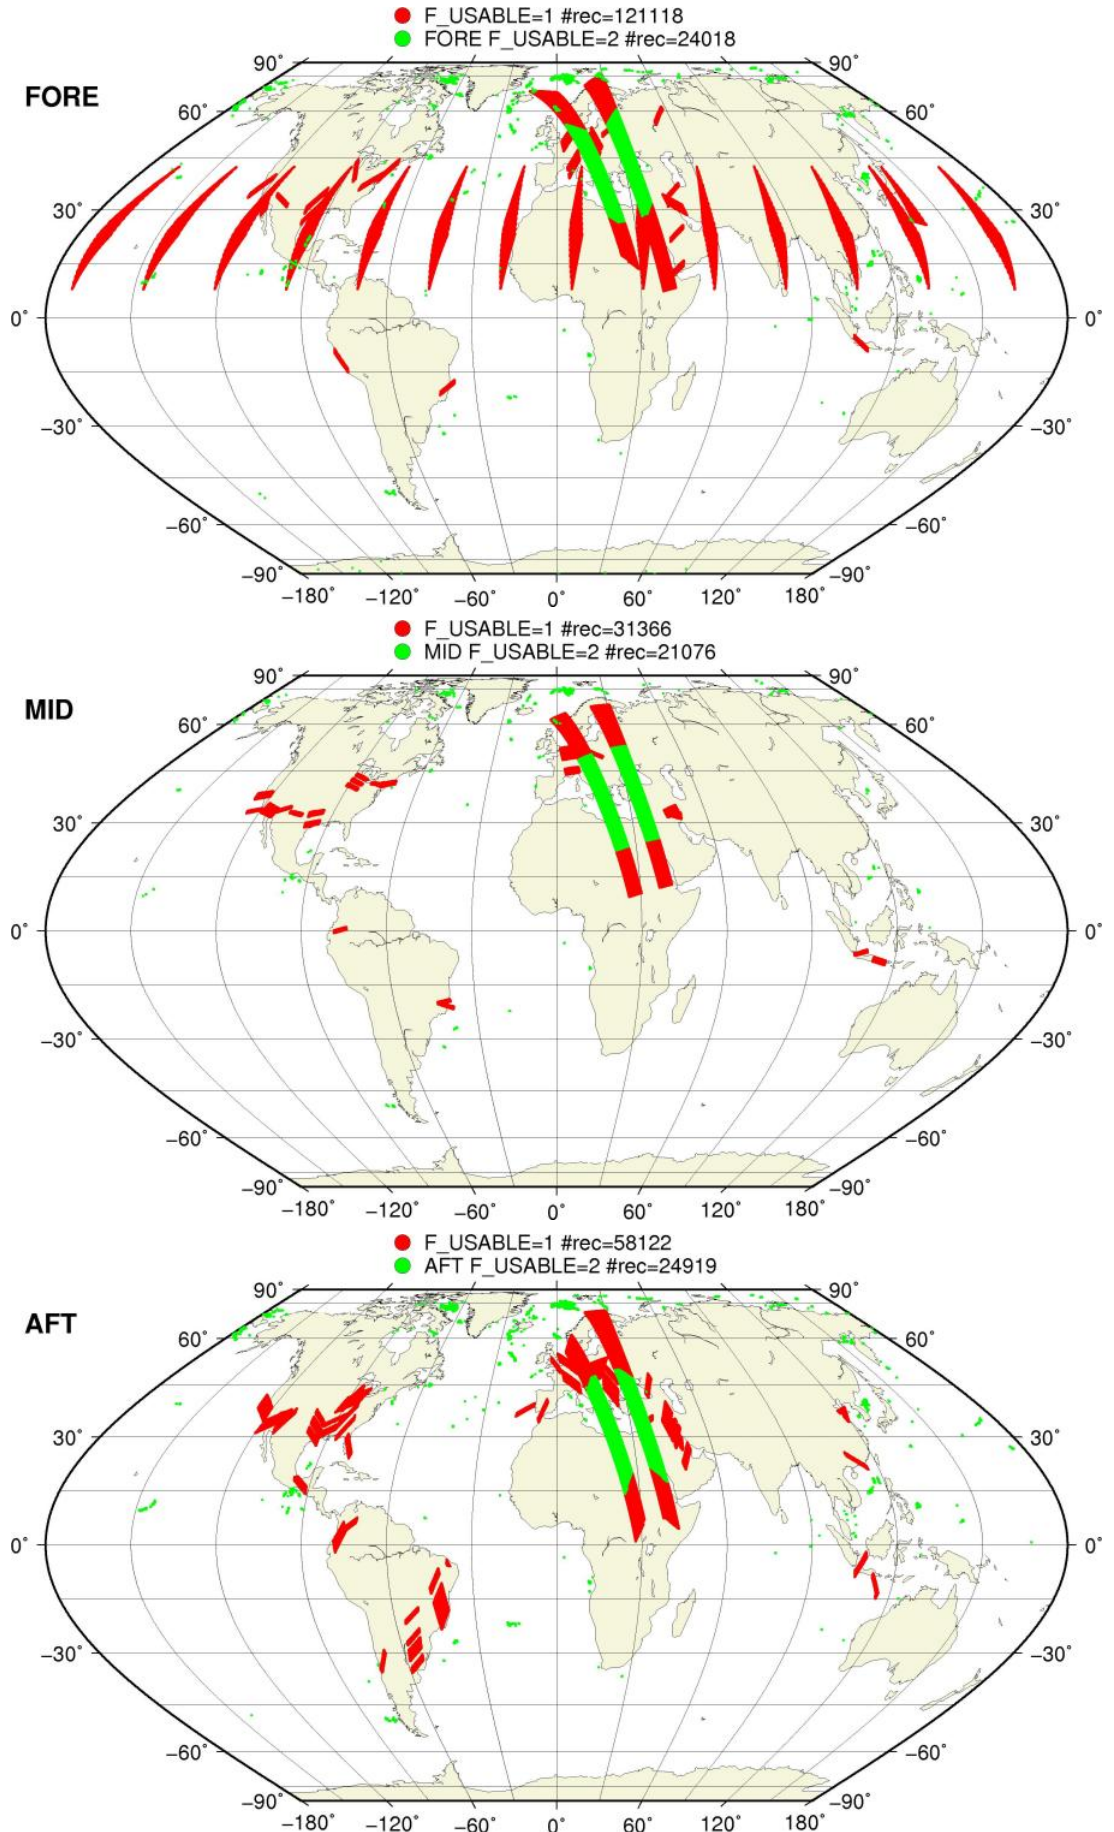 F_USABLE=1 #rec=121118
FORE F_USABLE=2 #rec=24018
FORE
90° 90°
60° 60°
30° 30°
0° 0°
−30° −30°
−60° −60°
−90° −90°
−180° −120° −60° 0° 60° 120° 180°
F_USABLE=1 #rec=31366
MID F_USABLE=2 #rec=21076
MID
90° 90°
60° 60°
30° 30°
0° 0°
−30° −30°
−60° −60°
−90° −90°
−180° −120° −60° 0° 60° 120° 180°
F_USABLE=1 #rec=58122
AFT F_USABLE=2 #rec=24919
AFT
90° 90°
60° 60°
30° 30°
0° 0°
−30° −30°
−60° −60°
−90° −90°
−180° −120° −60° 0° 60° 120° 180°